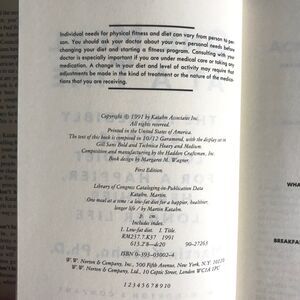 Individual needs for physical fitness and diet can vary from person to per-
son. You should ask your doctor about your own personal needs before
changing your diet and starting a fitness program. Consulting with your
doctor is especially important if you are under medical care or taking any
medication. A change in diet and level of activity may require that
adjustments be made in the kind of treatment or the nature of the medica-
tions that you are receiving.
Copyright © 1991 by Katahn Associates Inc.
All rights reserved.
Printed in the United States of America.
The text of this book is composed in 10/12 Garamond, with the display set in
Gill Sans Bold and Technica Heavy and Medium.
Composition and manufacturing by the Haddon Craftsmen, Inc.
Book design by Margaret M. Wagner.
First Edition
Library of Congress Cataloging-in-Publication Data
Katahn, Martin.
One meal at a time : the low-fat diet for a happier, healthier,
longer life / by Martin Katahn.
p. cm.
Includes index.
1. Low-fat diet. I. Title.
RM237.7.K37 1991
613.2'8—dc20 90-27263
ISBN 0-393-03002-4
W. W. Norton & Company, Inc., 500 Fifth Avenue, New York, N.Y. 10110
W. W. Norton & Company, Ltd, 10 Coptic Street, London WC1A 1PU
1 2 3 4 5 6 7 8 9 0
WHA
BREAKFA